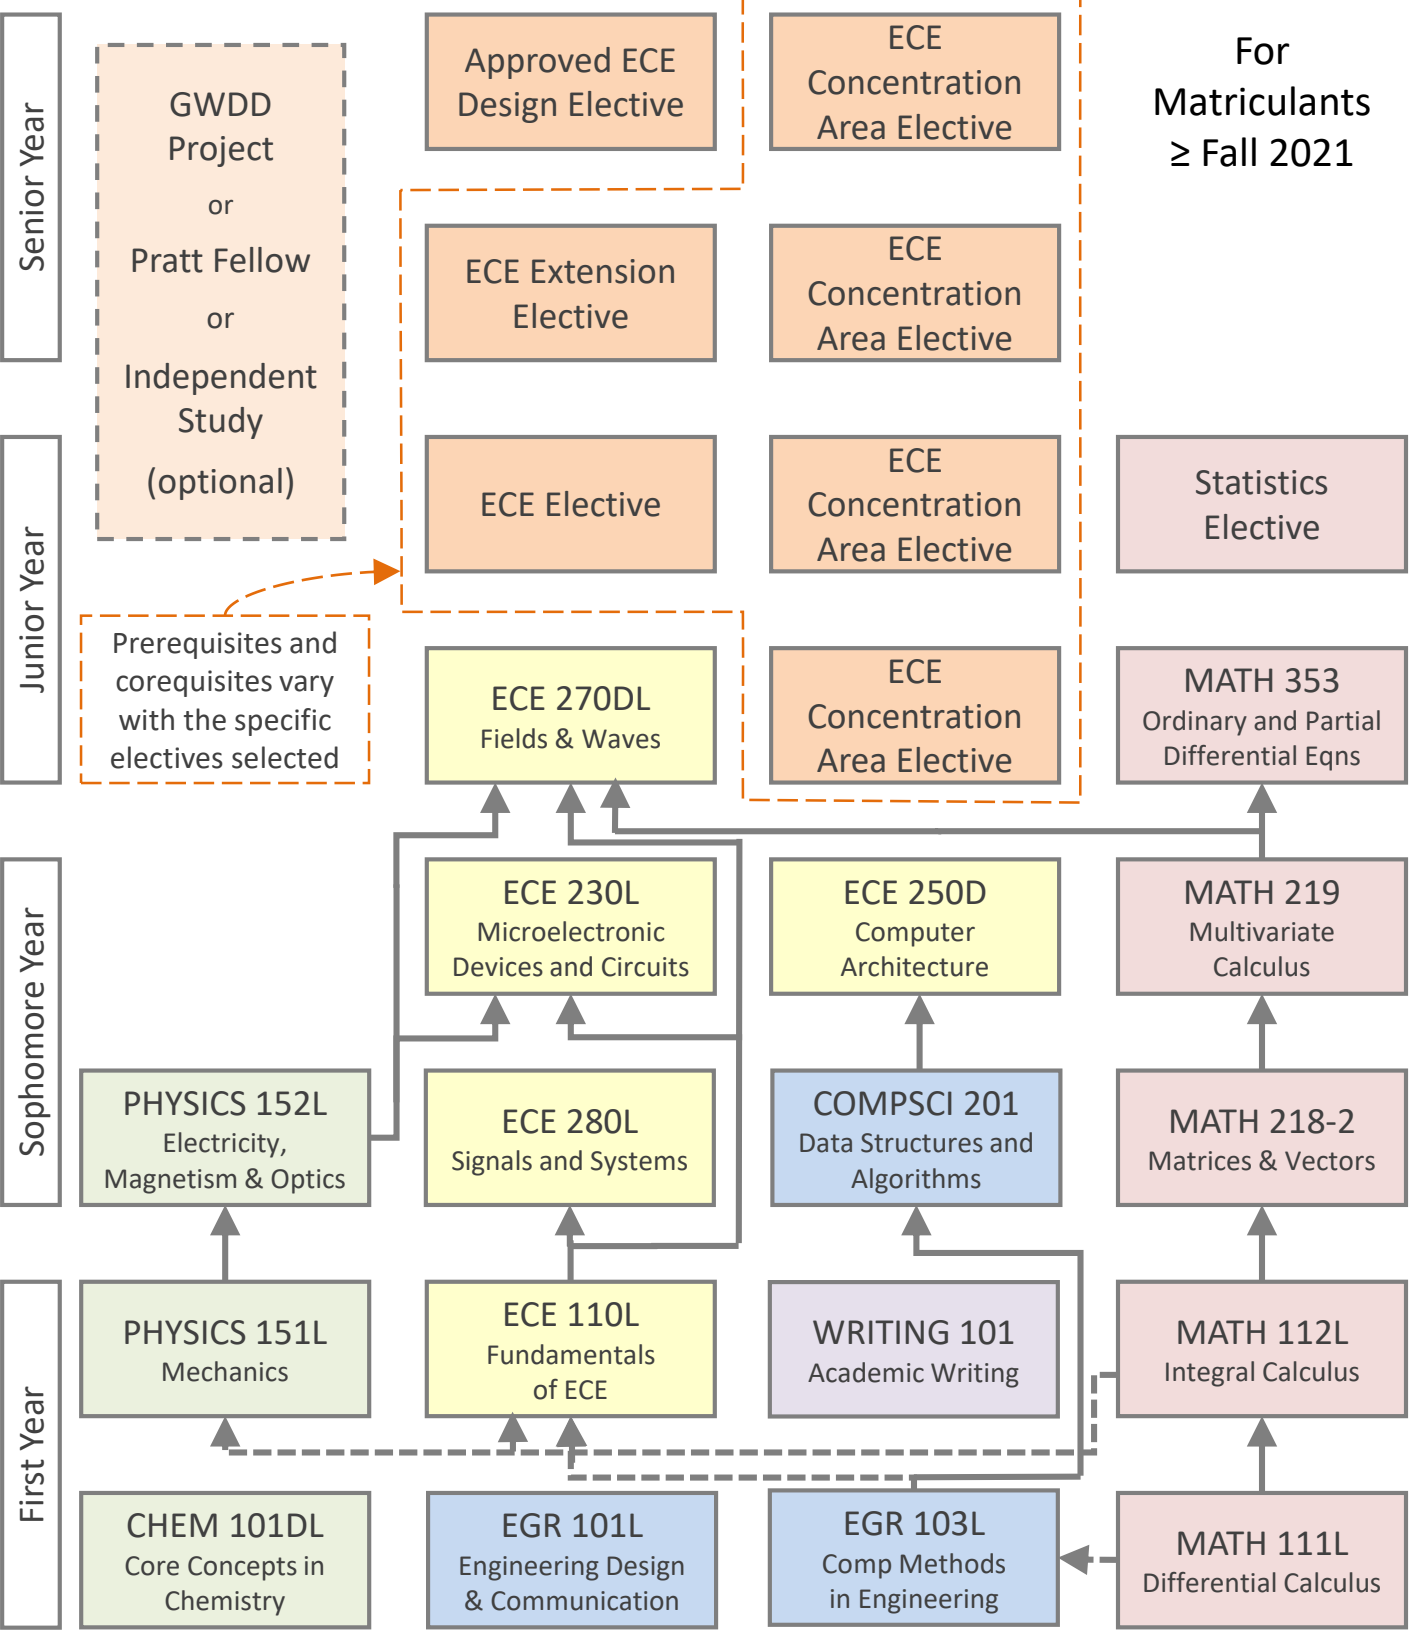 Senior Year
GWDD
Project
or
Pratt Fellow
or
Independent
Study
(optional)
Approved ECE
Design Elective
ECE
Concentration
Area Elective
For
Matriculants
≥ Fall 2021
ECE Extension
Elective
ECE
Concentration
Area Elective
Junior Year
ECE Elective
ECE
Concentration
Area Elective
Statistics
Elective
Prerequisites and
corequisites vary
with the specific
electives selected
ECE 270DL
Fields & Waves
ECE
Concentration
Area Elective
MATH 353
Ordinary and Partial
Differential Eqns
Sophomore Year
ECE 230L
Microelectronic
Devices and Circuits
ECE 250D
Computer
Architecture
MATH 219
Multivariate
Calculus
PHYSICS 152L
Electricity,
Magnetism & Optics
ECE 280L
Signals and Systems
COMPSCI 201
Data Structures and
Algorithms
MATH 218-2
Matrices & Vectors
First Year
PHYSICS 151L
Mechanics
ECE 110L
Fundamentals
of ECE
WRITING 101
Academic Writing
MATH 112L
Integral Calculus
CHEM 101DL
Core Concepts in
Chemistry
EGR 101L
Engineering Design
& Communication
EGR 103L
Comp Methods
in Engineering
MATH 111L
Differential Calculus